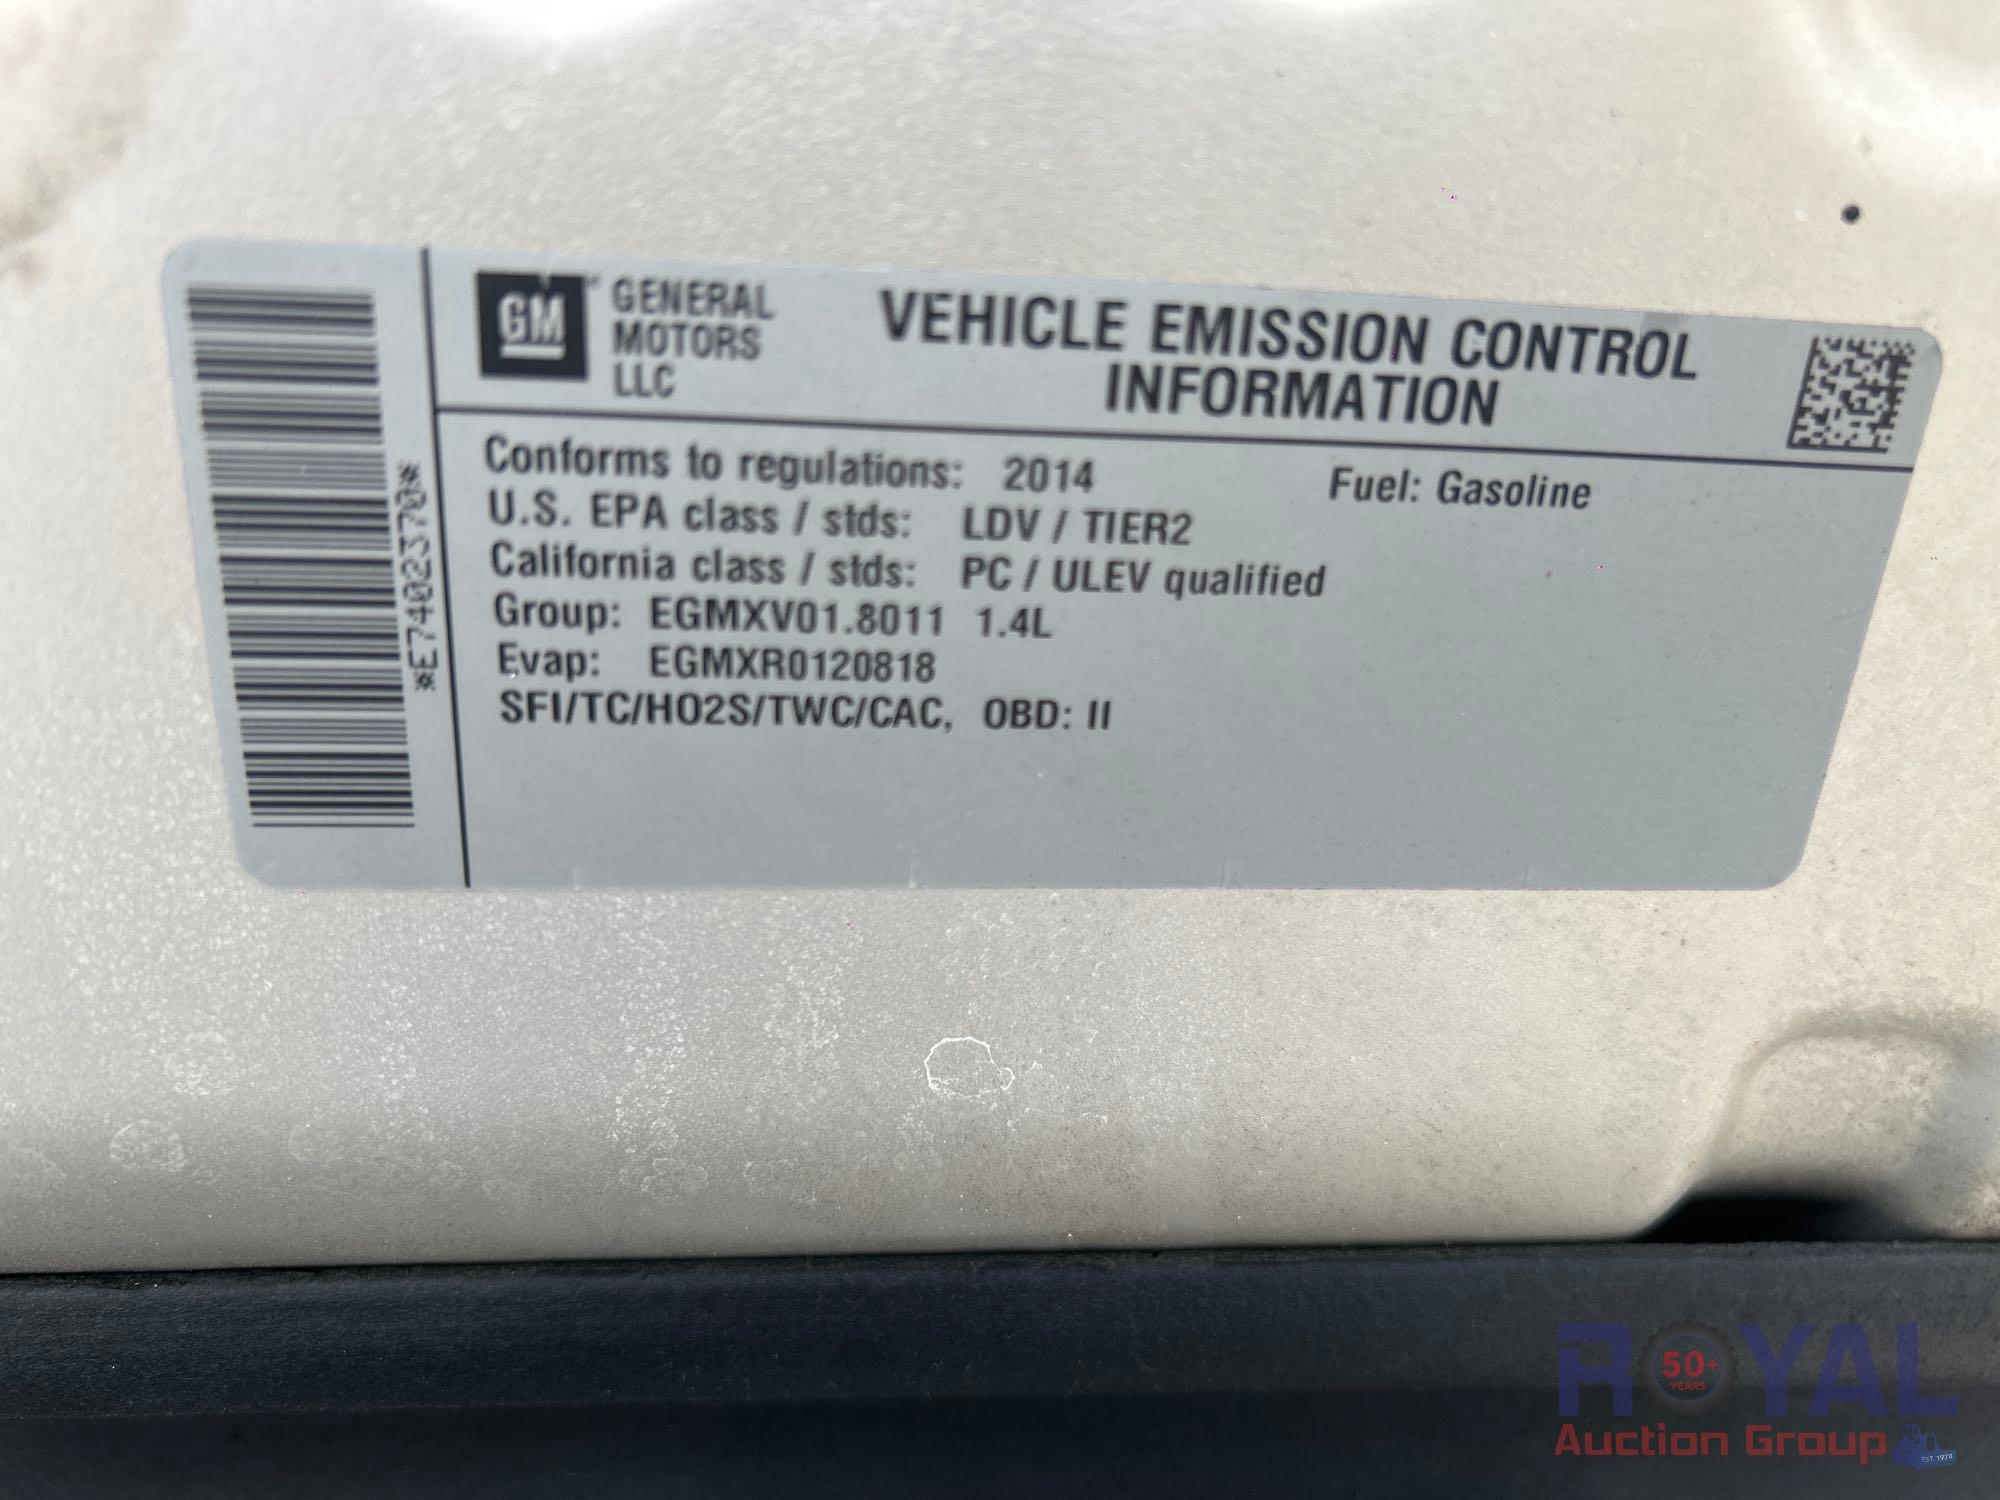 *E7402370*
GM
GENERAL
MOTORS
LLC
VEHICLE EMISSION CONTROL
INFORMATION
Conforms to regulations: 2014 Fuel: Gasoline
U.S. EPA class / stds: LDV / TIER2
California class / stds: PC / ULEV qualified
Group: EGMXV01.8011 1.4L
Evap: EGMXR0120818
SFI/TC/HO2S/TWC/CAC, OBD: II
ROYAL
50+
YEARS
Auction Group
EST. 1970